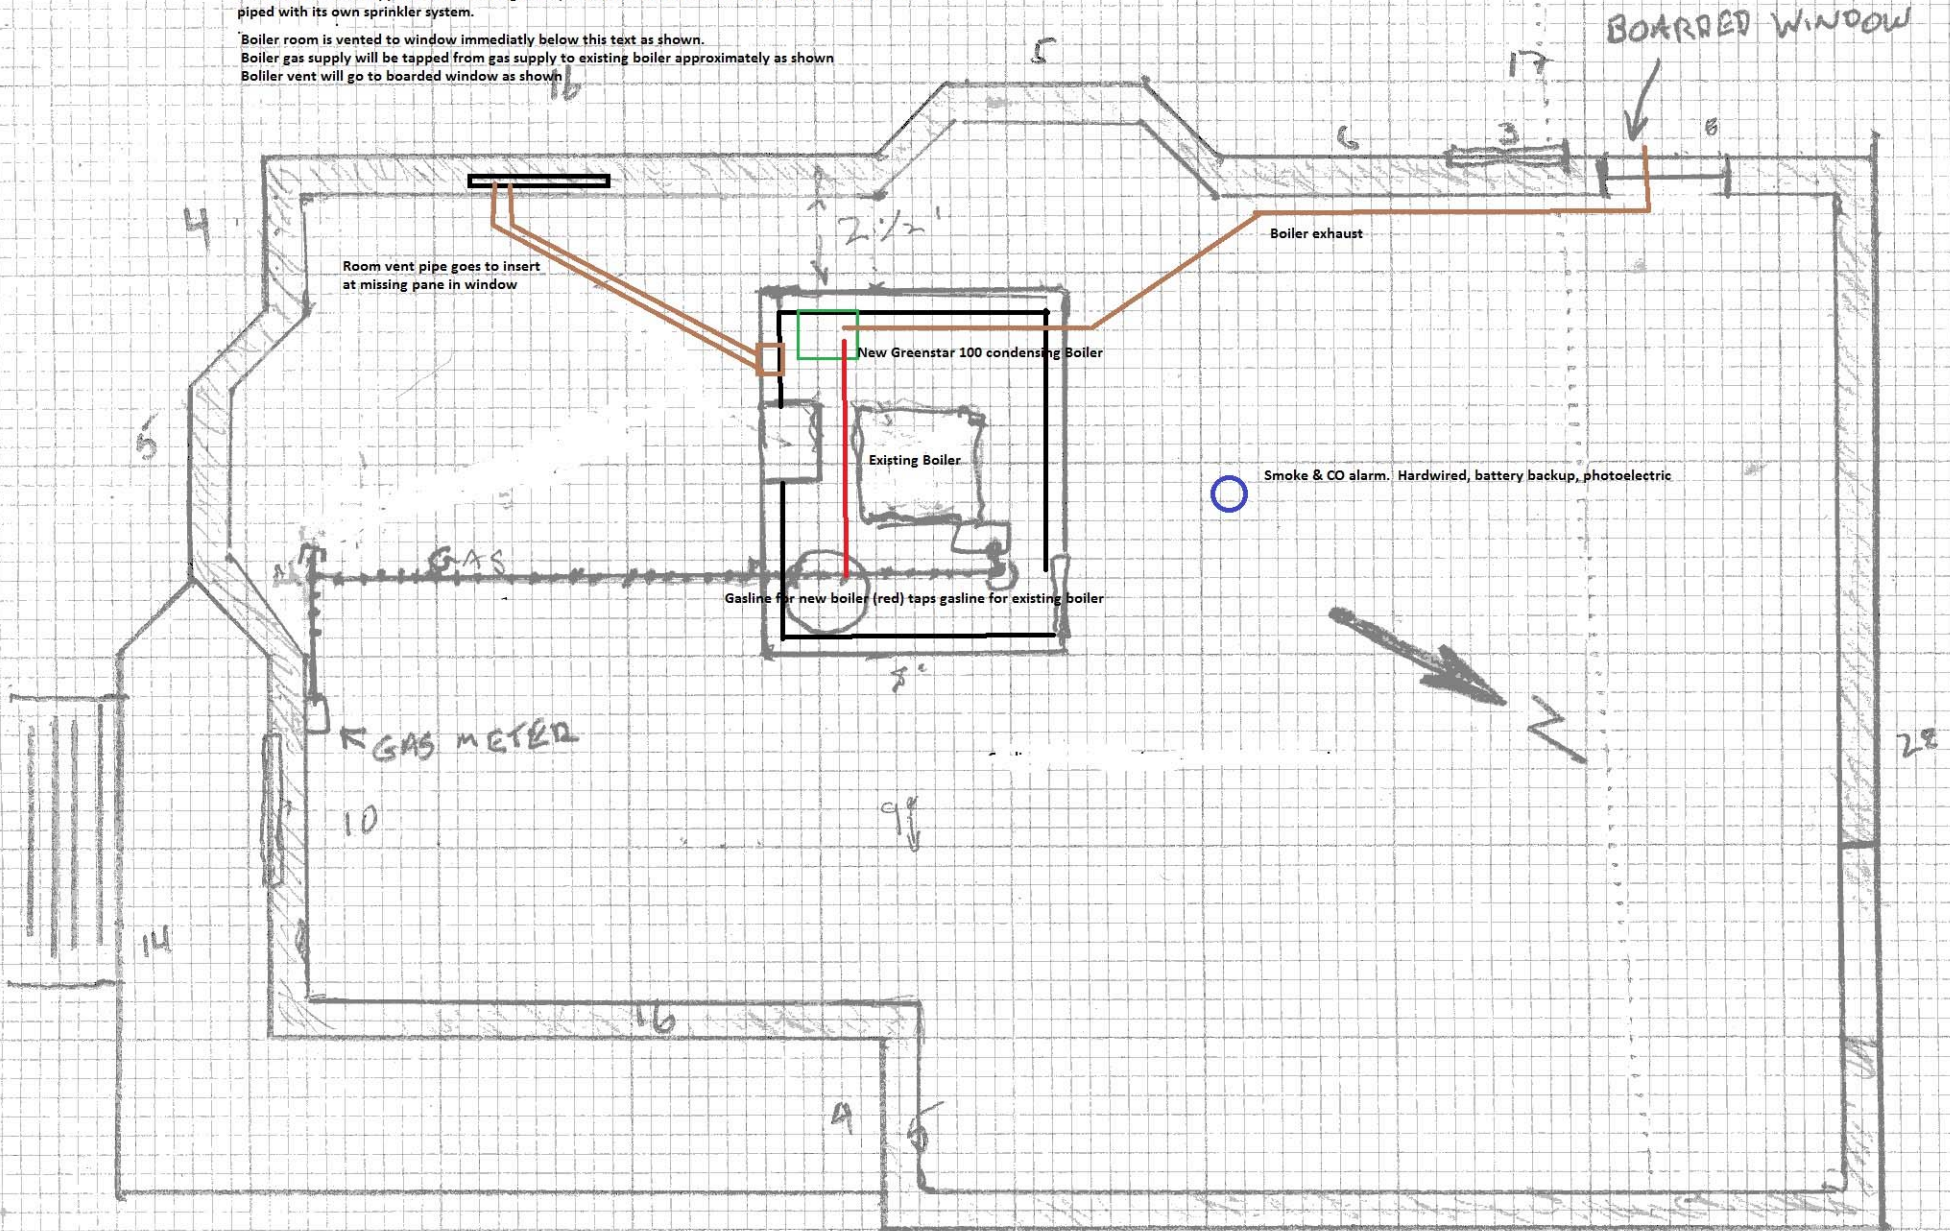 piped with its own sprinkler system.
Boiler room is vented to window immediatly below this text as shown.
Boiler gas supply will be tapped from gas supply to existing boiler approximately as shown
Boliler vent will go to boarded window as shown
16
5
17
BOARDED WINDOW
6
3
8
4
2 1/2'
Boiler exhaust
Room vent pipe goes to insert
at missing pane in window
New Greenstar 100 condensing Boiler
5
Existing Boiler
Smoke & CO alarm.  Hardwired, battery backup, photoelectric
GAS
Gasline for new boiler (red) taps gasline for existing boiler
8'
N
GAS METER
28
10
9'
14
16
4